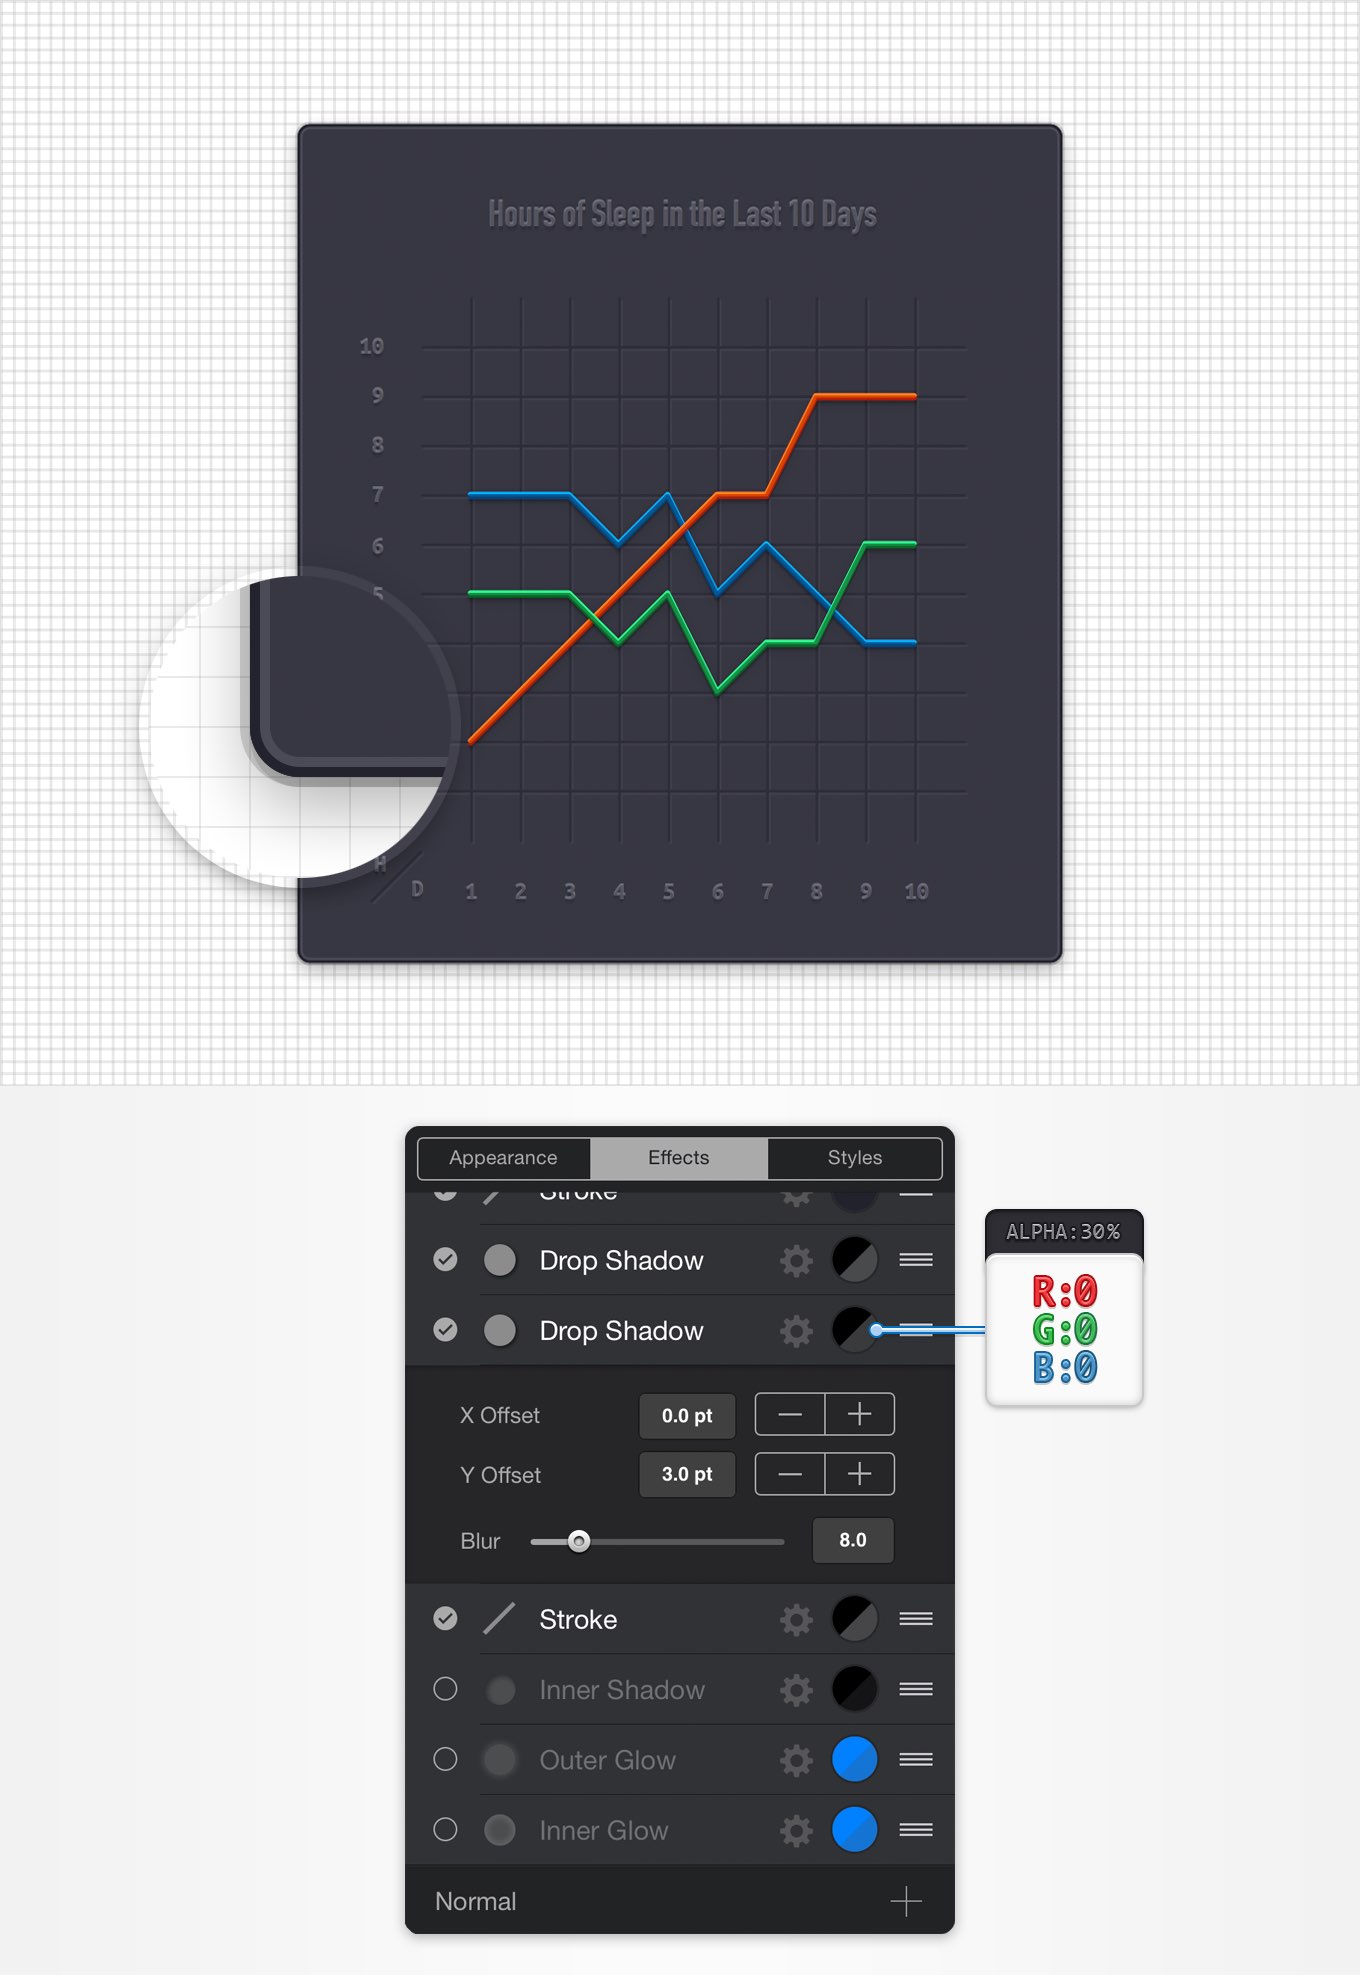 Hours of Sleep in the Last 10 Days
10
9
8
7
6
5
H
D 1 2 3 4 5 6 7 8 9 10
Appearance Effects Styles
Stroke
Drop Shadow
ALPHA:30%
R:0
G:0
B:0
Drop Shadow
X Offset 0.0 pt
Y Offset 3.0 pt
Blur 8.0
Stroke
Inner Shadow
Outer Glow
Inner Glow
Normal